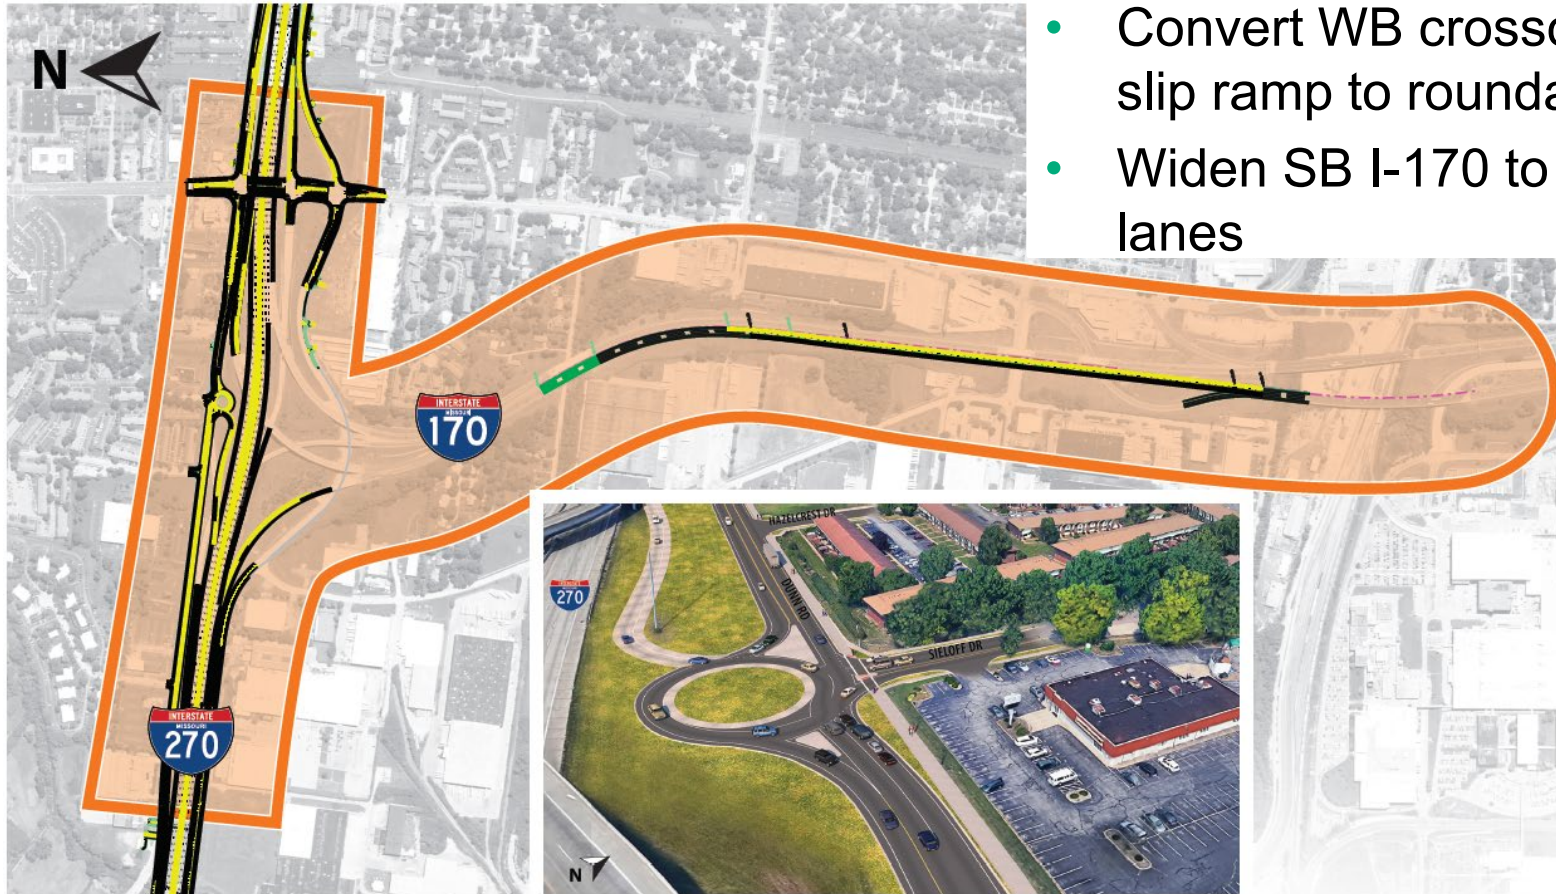 N
• Convert WB crosso
slip ramp to rounda
• Widen SB I-170 to
lanes
INTERSTATE
MISSOURI
170
INTERSTATE
MISSOURI
270
HAZELCREST DR
DUNN RD
SIELOFF DR
INTERSTATE
270
N